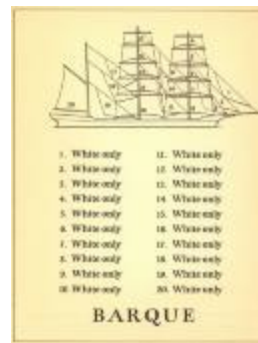 1. White only 11. White only
2. White only 12. White only
3. White only 13. White only
4. White only 14. White only
5. White only 15. White only
6. White only 16. White only
7. White only 17. White only
8. White only 18. White only
9. White only 19. White only
10. White only 20. White only
BARQUE